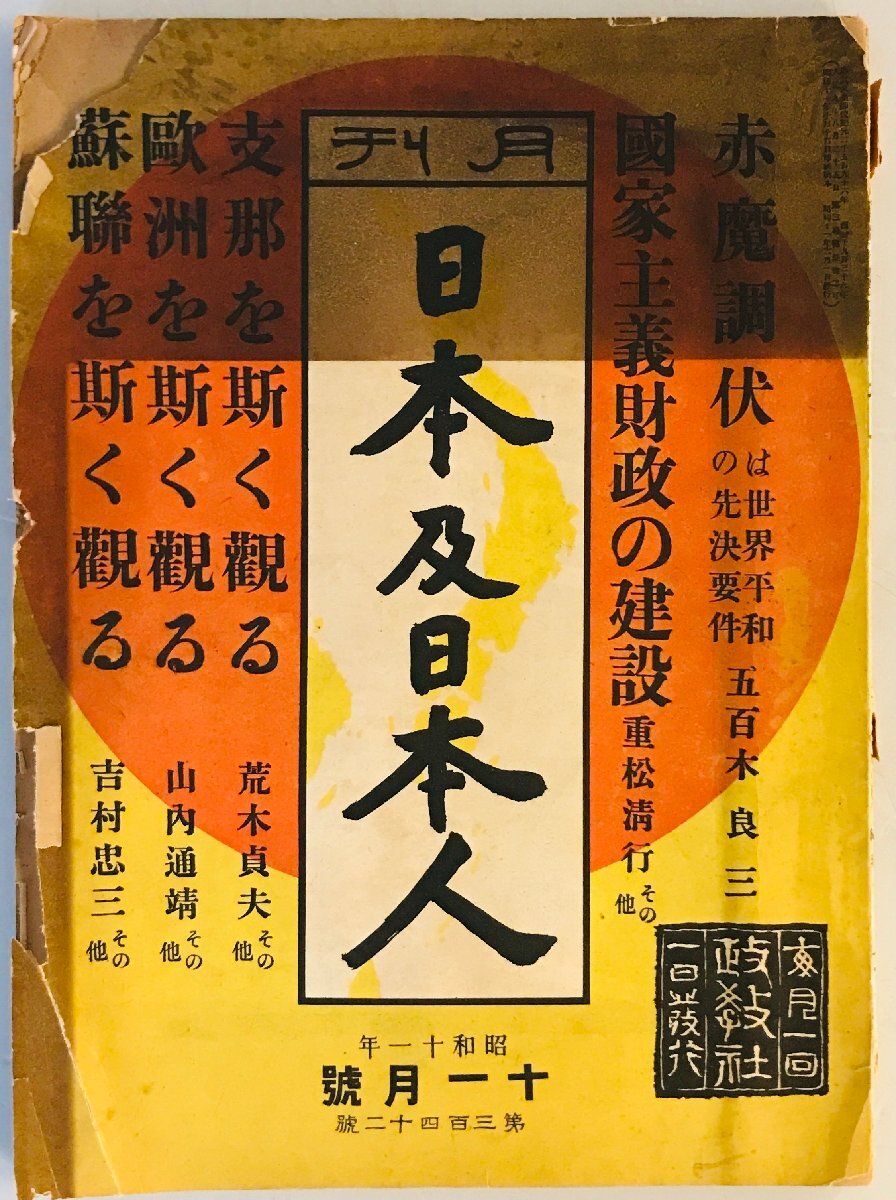 赤魔調伏は世界平和の先決要件 五百木良三
國家主義財政の建設 重松淸行 その他
月刊
日本及日本人
支那を斯く觀る 荒木貞夫 その他
歐洲を斯く觀る 山內通靖 その他
蘇聯を斯く觀る 吉村忠三 その他
昭和十一年
十一月號
第三百四十二號
每月一回
政敎社
一日發行